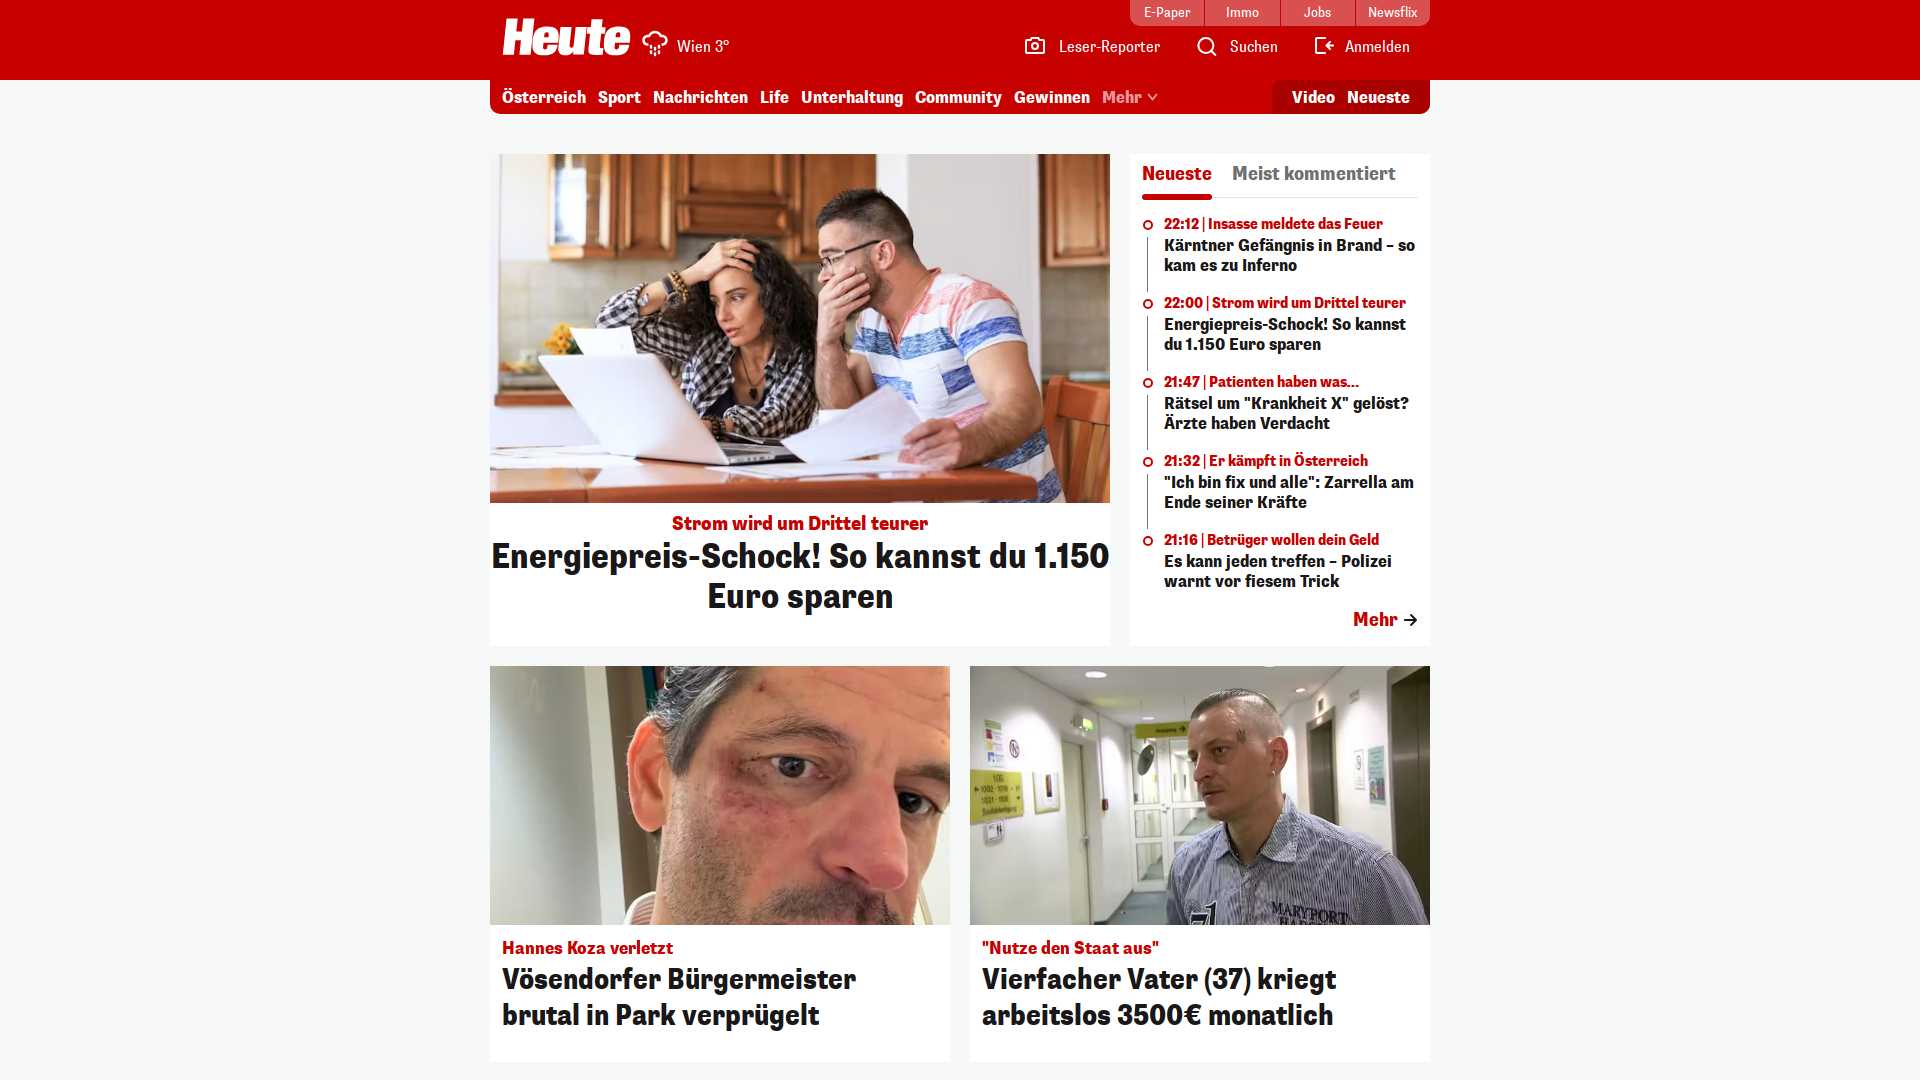 E-Paper
Immo
Jobs
Newsflix
Heute
Wien 3°
Leser-Reporter
Suchen
Anmelden
Österreich
Sport
Nachrichten
Life
Unterhaltung
Community
Gewinnen
Mehr
Video
Neueste
Strom wird um Drittel teurer
Energiepreis-Schock! So kannst du 1.150
Euro sparen
Neueste
Meist kommentiert
22:12 | Insasse meldete das Feuer
Kärntner Gefängnis in Brand – so
kam es zu Inferno
22:00 | Strom wird um Drittel teurer
Energiepreis-Schock! So kannst
du 1.150 Euro sparen
21:47 | Patienten haben was...
Rätsel um "Krankheit X" gelöst?
Ärzte haben Verdacht
21:32 | Er kämpft in Österreich
"Ich bin fix und alle": Zarrella am
Ende seiner Kräfte
21:16 | Betrüger wollen dein Geld
Es kann jeden treffen – Polizei
warnt vor fiesem Trick
Mehr
Hannes Koza verletzt
Vösendorfer Bürgermeister
brutal in Park verprügelt
MARYPORT
"Nutze den Staat aus"
Vierfacher Vater (37) kriegt
arbeitslos 3500€ monatlich